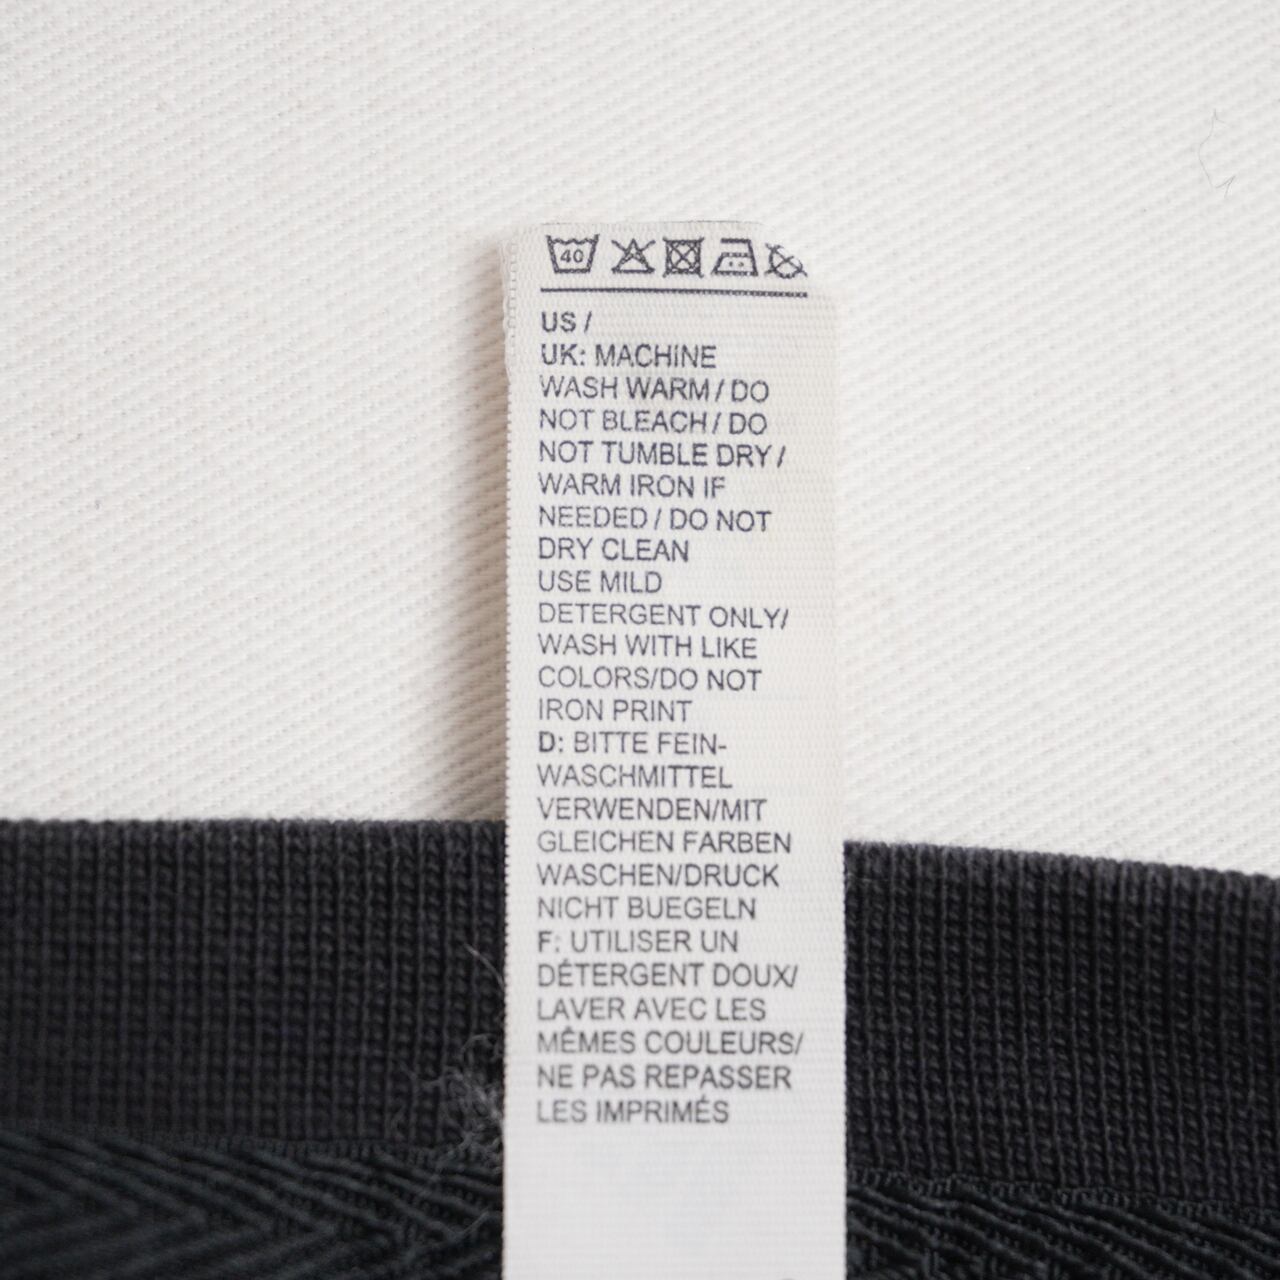 40
US /
UK: MACHINE
WASH WARM / DO
NOT BLEACH / DO
NOT TUMBLE DRY /
WARM IRON IF
NEEDED / DO NOT
DRY CLEAN
USE MILD
DETERGENT ONLY/
WASH WITH LIKE
COLORS/DO NOT
IRON PRINT
D: BITTE FEIN-
WASCHMITTEL
VERWENDEN/MIT
GLEICHEN FARBEN
WASCHEN/DRUCK
NICHT BUEGELN
F: UTILISER UN
DÉTERGENT DOUX/
LAVER AVEC LES
MÊMES COULEURS/
NE PAS REPASSER
LES IMPRIMÉS